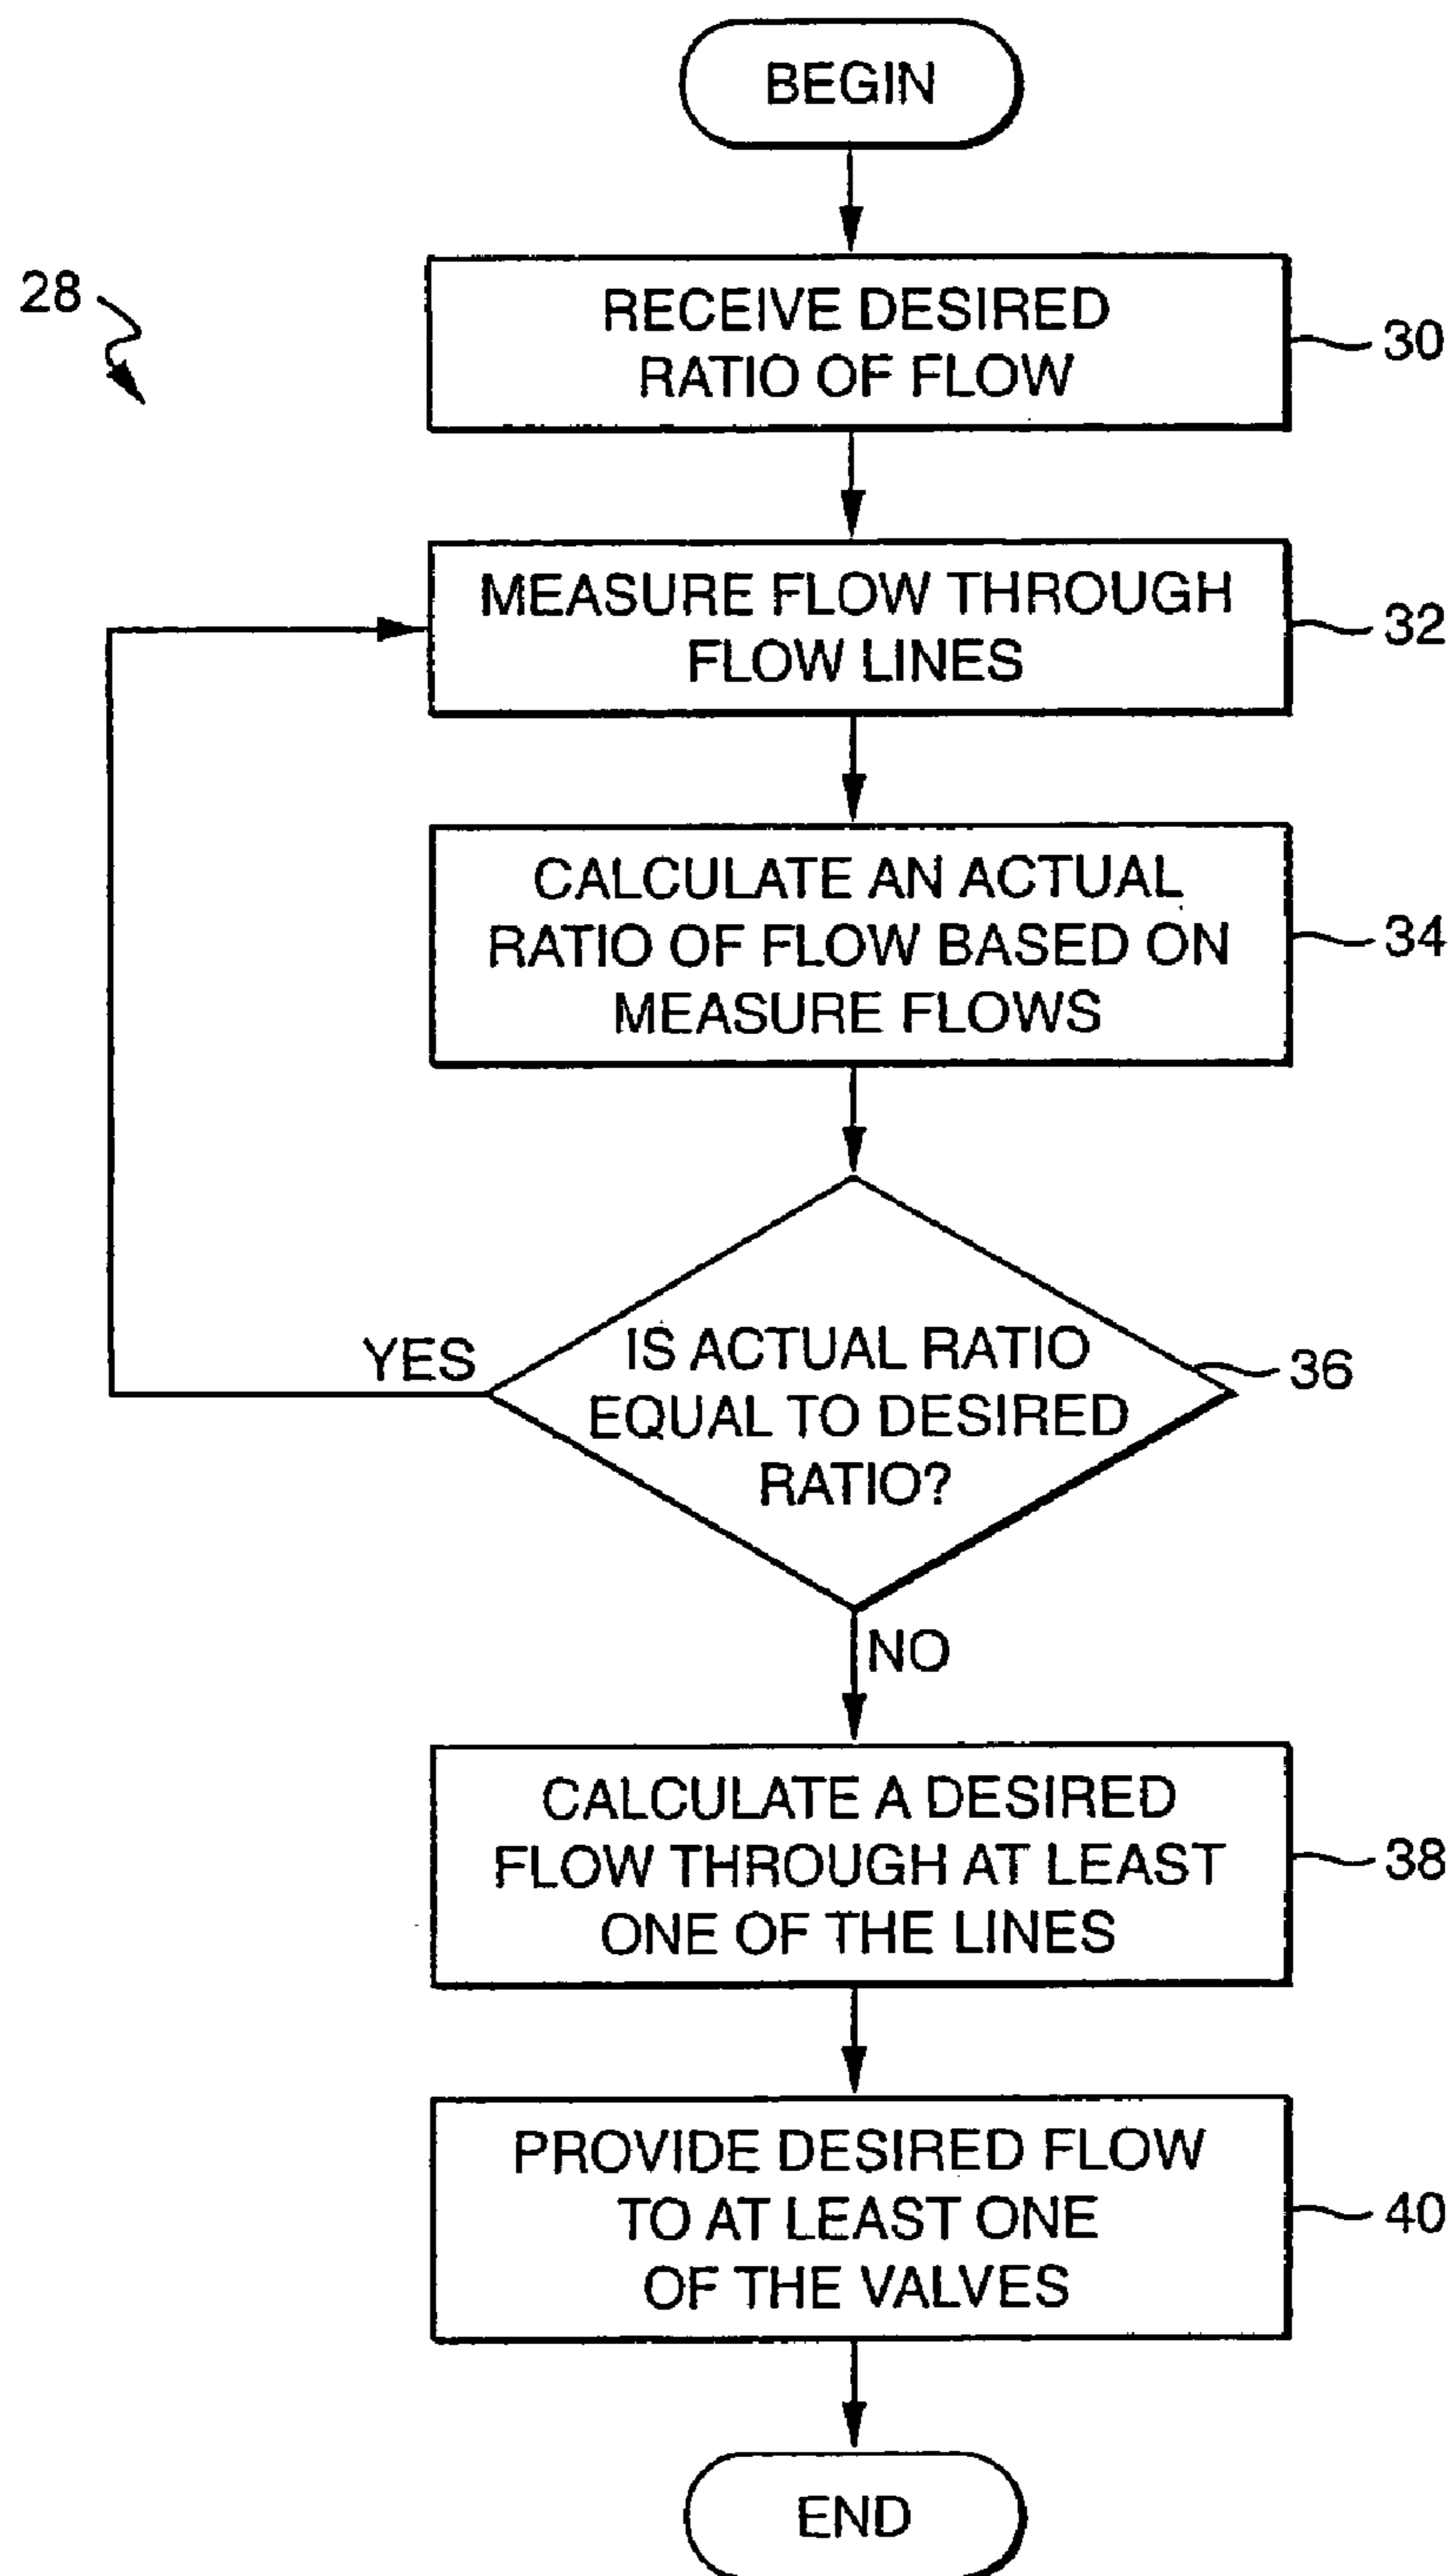 BEGIN
28
RECEIVE DESIRED
RATIO OF FLOW
30
MEASURE FLOW THROUGH
FLOW LINES
32
CALCULATE AN ACTUAL
RATIO OF FLOW BASED ON
MEASURE FLOWS
34
YES
IS ACTUAL RATIO
EQUAL TO DESIRED
RATIO?
36
NO
CALCULATE A DESIRED
FLOW THROUGH AT LEAST
ONE OF THE LINES
38
PROVIDE DESIRED FLOW
TO AT LEAST ONE
OF THE VALVES
40
END